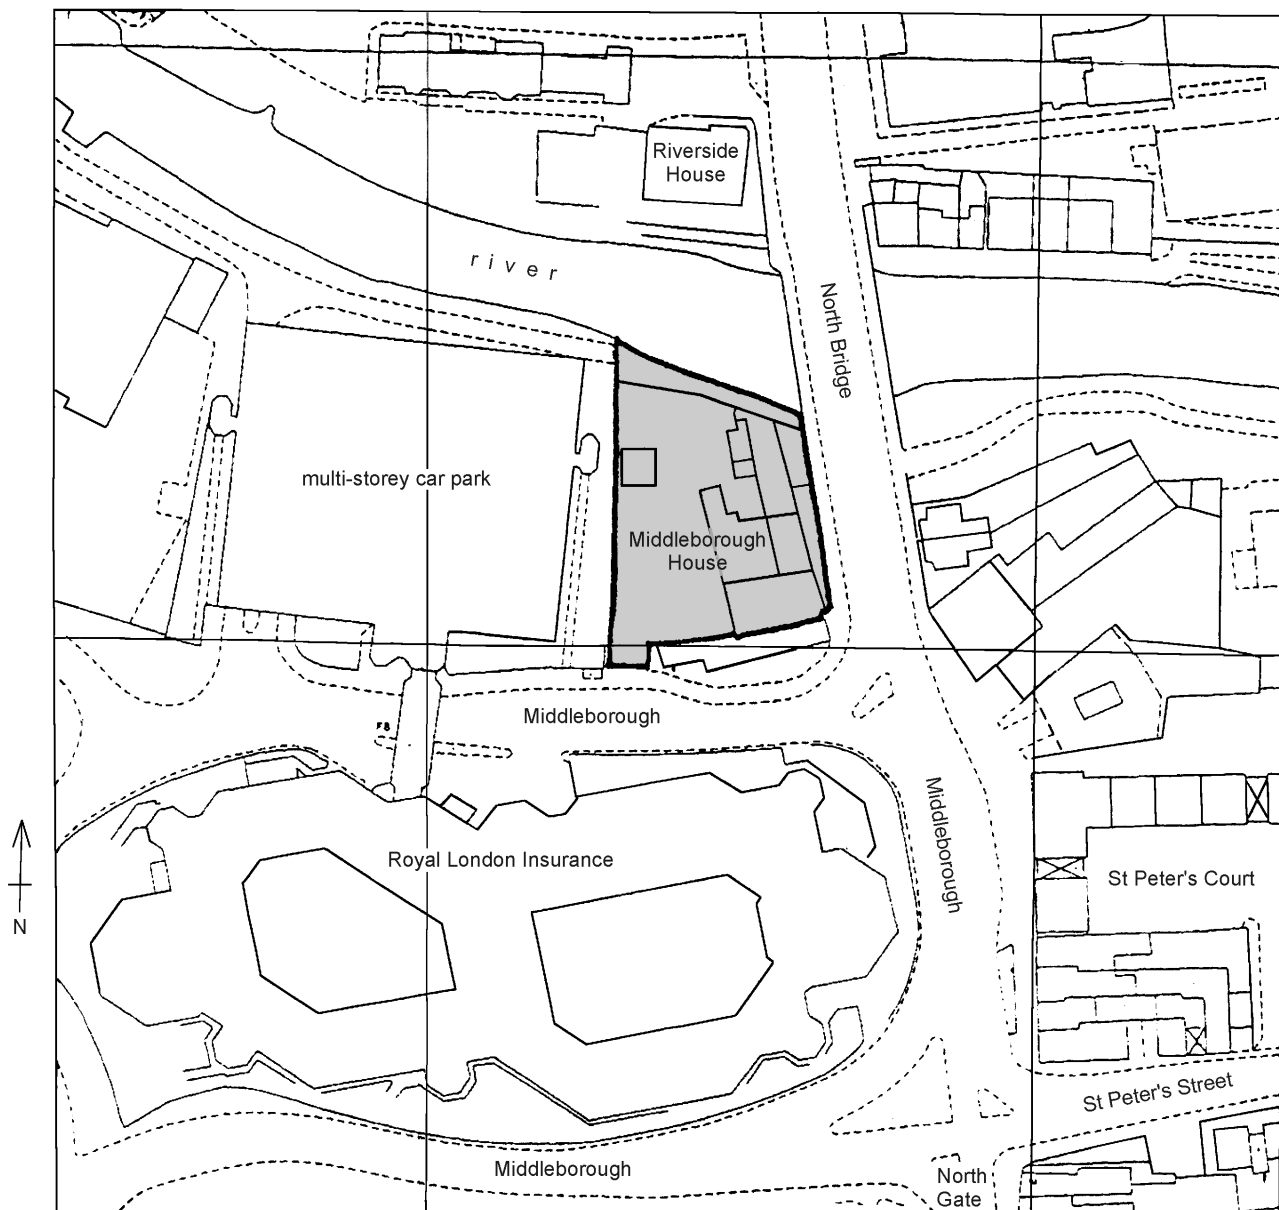 Riverside
House
river
North Bridge
multi-storey car park
Middleborough
House
Middleborough
FB
Middleborough
Royal London Insurance
St Peter's Court
N
St Peter's Street
Middleborough
North
Gate